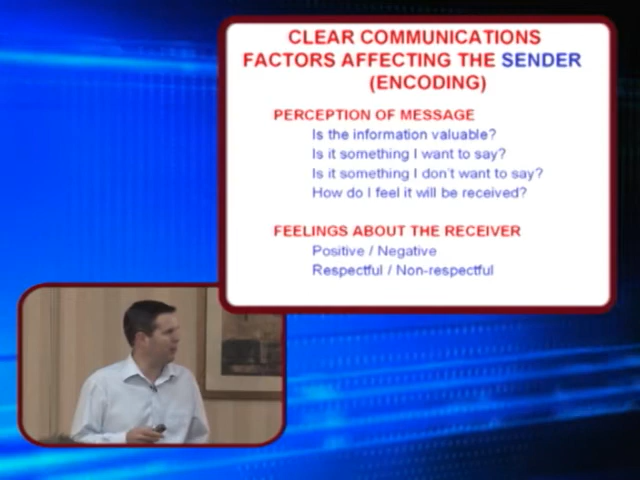 CLEAR COMMUNICATIONS
FACTORS AFFECTING THE SENDER
(ENCODING)
PERCEPTION OF MESSAGE
Is the information valuable?
Is it something I want to say?
Is it something I don't want to say?
How do I feel it will be received?
FEELINGS ABOUT THE RECEIVER
Positive / Negative
Respectful / Non-respectful